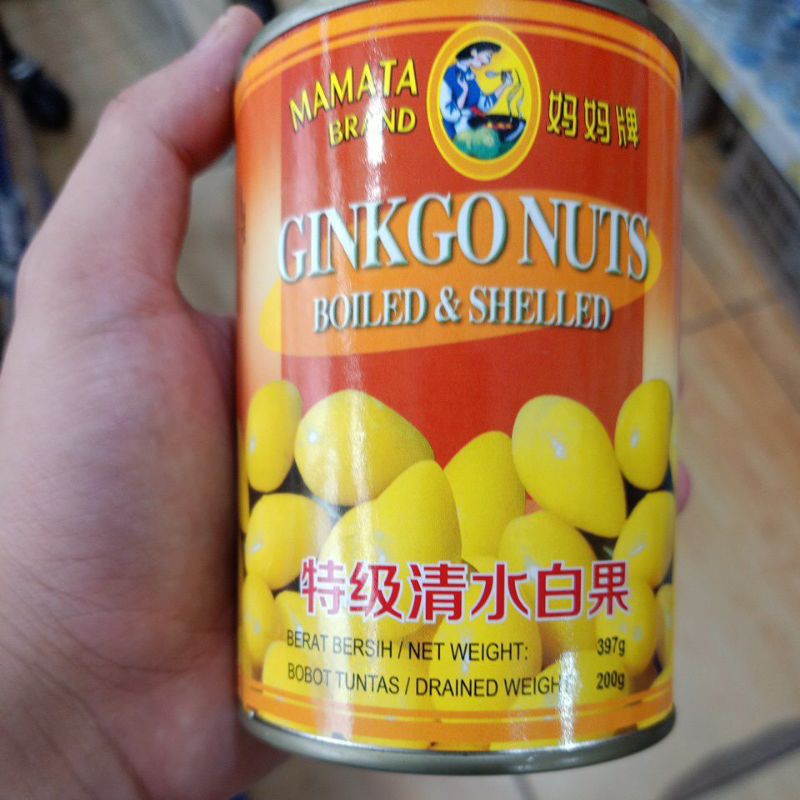 MAMATA
BRAND
妈妈牌
GINKGO NUTS
BOILED & SHELLED
特级清水白果
BERAT BERSIH / NET WEIGHT: 397g
BOBOT TUNTAS / DRAINED WEIGHT: 200g